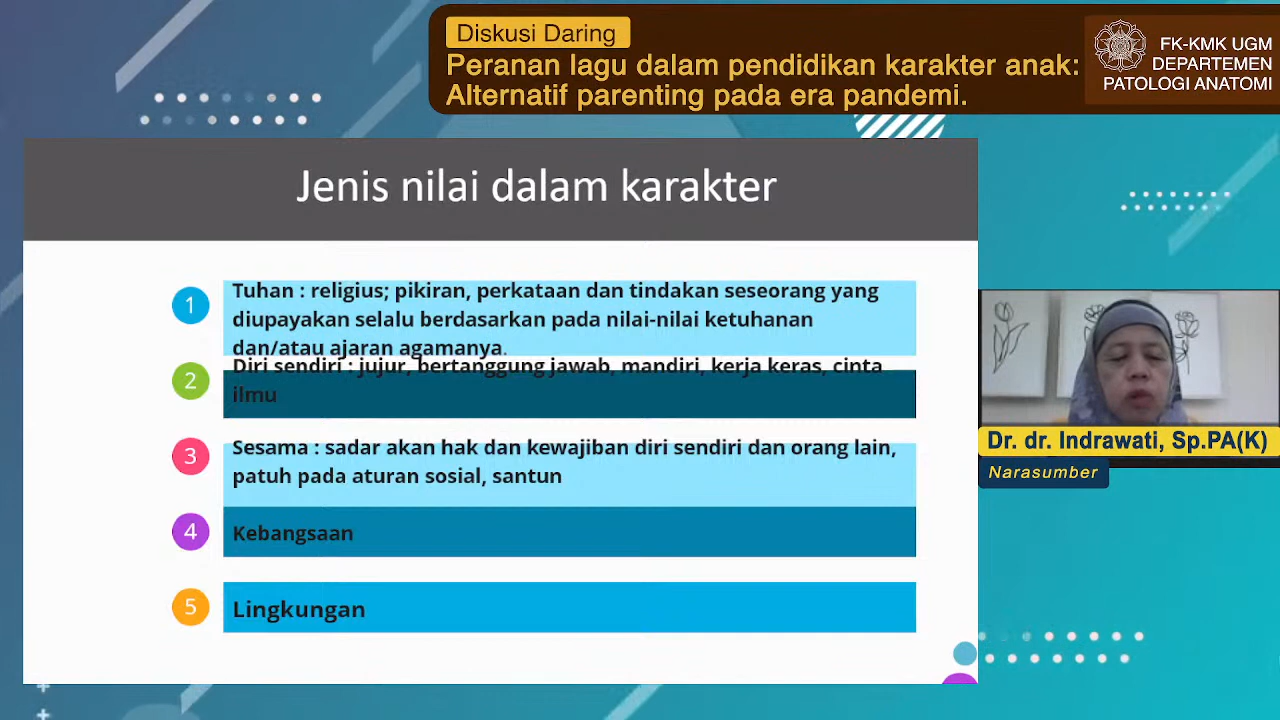 Diskusi Daring
Peranan lagu dalam pendidikan karakter anak:
Alternatif parenting pada era pandemi.
FK-KMK UGM
DEPARTEMEN
PATOLOGI ANATOMI
Jenis nilai dalam karakter
1
Tuhan : religius; pikiran, perkataan dan tindakan seseorang yang
diupayakan selalu berdasarkan pada nilai-nilai ketuhanan
dan/atau ajaran agamanya.
2
Diri sendiri : jujur, bertanggung jawab, mandiri, kerja keras, cinta
ilmu
3
Sesama : sadar akan hak dan kewajiban diri sendiri dan orang lain,
patuh pada aturan sosial, santun
4
Kebangsaan
5
Lingkungan
Dr. dr. Indrawati, Sp.PA(K)
Narasumber